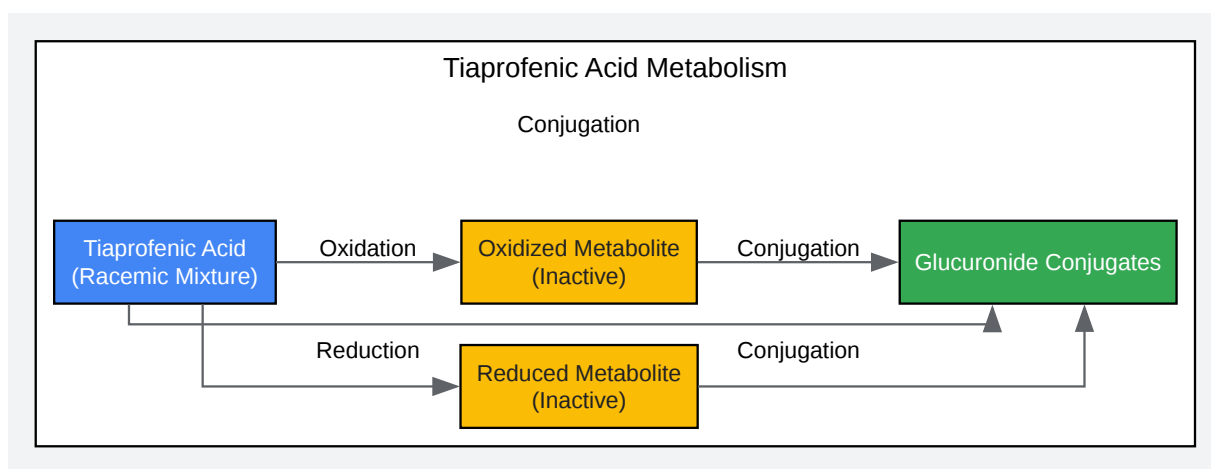 Tiaprofenic Acid Metabolism
Conjugation
Tiaprofenic Acid
(Racemic Mixture)
Oxidation
Oxidized Metabolite
(Inactive)
Conjugation
Glucuronide Conjugates
Reduction
Reduced Metabolite
(Inactive)
Conjugation